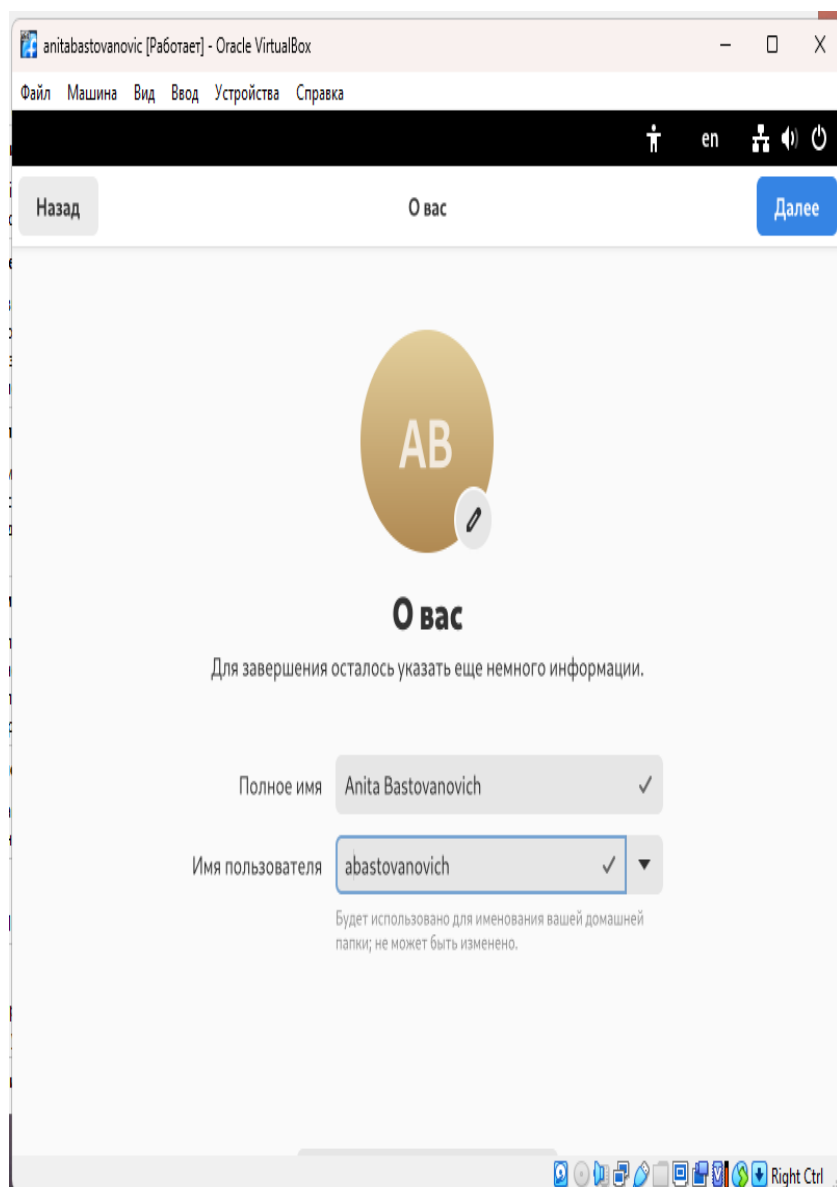 anitabastovanovic [Работает] - Oracle VirtualBox
Файл Машина Вид Ввод Устройства Справка
en
Назад О вас Далее
AB
О вас
Для завершения осталось указать еще немного информации.
Полное имя Anita Bastovanovich
Имя пользователя abastovanovich
Будет использовано для именования вашей домашней
папки; не может быть изменено.
Right Ctrl